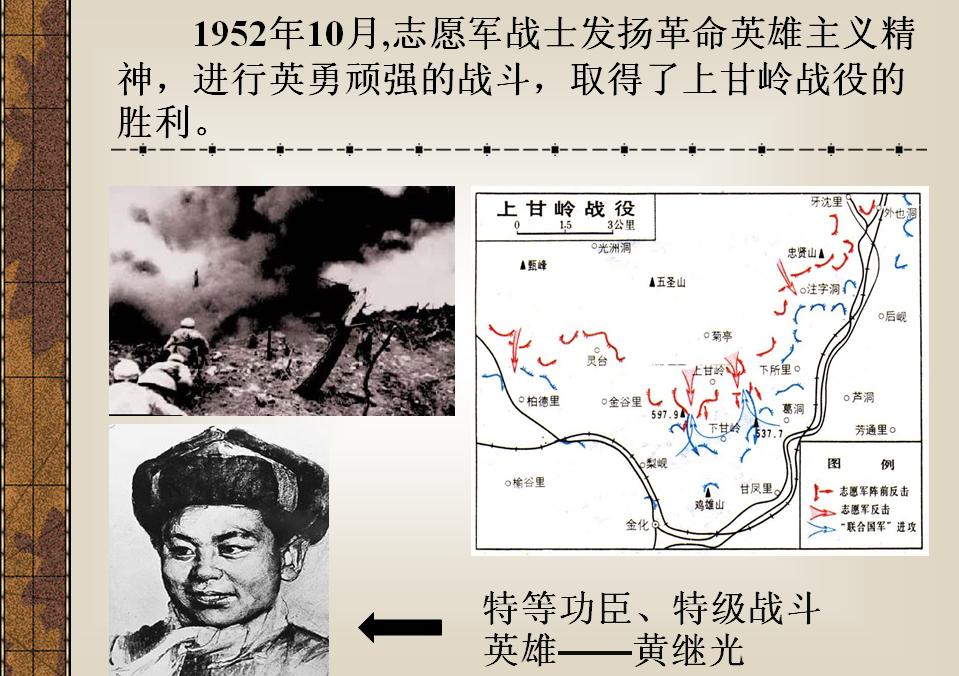 1952年10月,志愿军战士发扬革命英雄主义精
神，进行英勇顽强的战斗，取得了上甘岭战役的
胜利。
上甘岭战役
0 1.5 3公里
牙沈里
外也洞
光洲洞
忠贤山
甄峰
五圣山
注字洞
后岘
菊亭
灵台
上甘岭
下所里
柏德里
金谷里
597.9
葛洞
芦洞
下甘岭
537.7
芳通里
梨岘
榆谷里
甘凤里
鸡雄山
金化
图 例
志愿军阵前反击
志愿军反击
“联合国军”进攻
特等功臣、特级战斗
英雄——黄继光